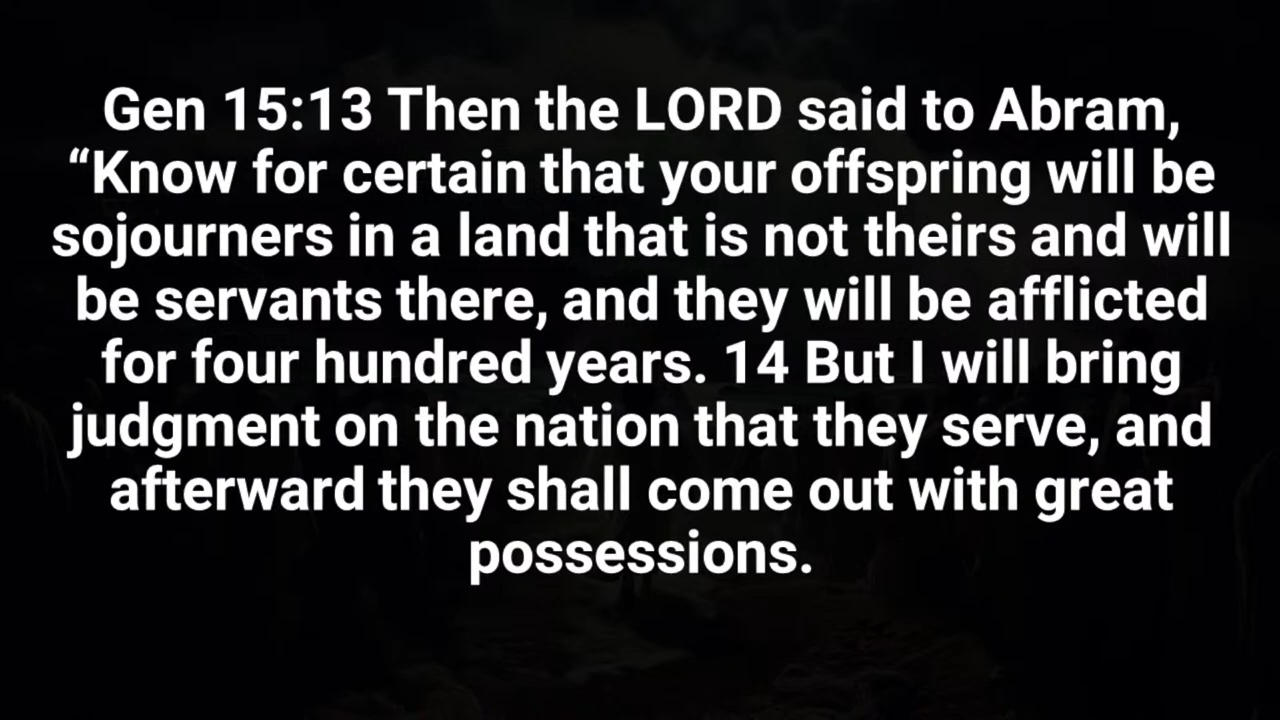 Gen 15:13 Then the LORD said to Abram,
“Know for certain that your offspring will be
sojourners in a land that is not theirs and will
be servants there, and they will be afflicted
for four hundred years. 14 But I will bring
judgment on the nation that they serve, and
afterward they shall come out with great
possessions.